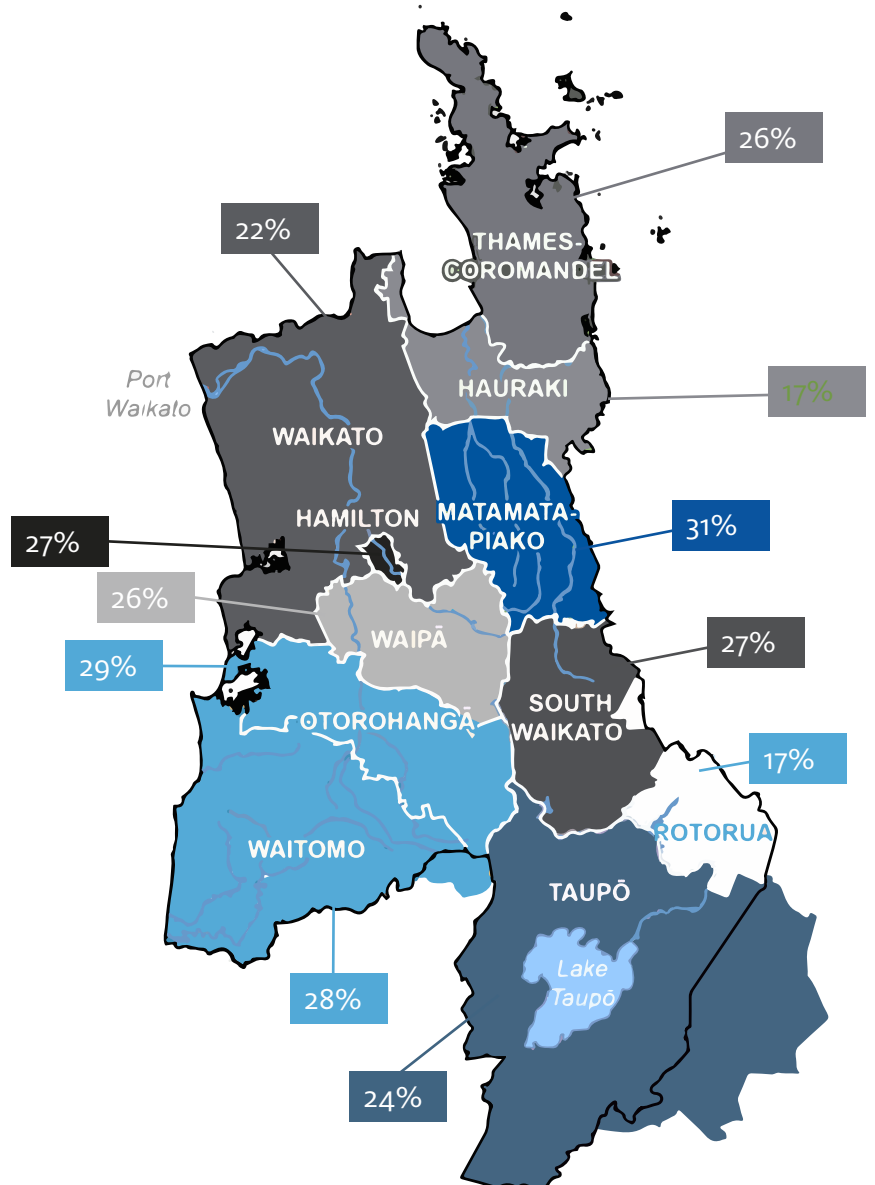 26%
22%
THAMES-
COROMANDEL
Port
Waikato
HAURAKI
17%
WAIKATO
HAMILTON
MATAMATA-
PIAKO
31%
27%
26%
WAIPĀ
27%
29%
SOUTH
WAIKATO
OTOROHANGĀ
17%
ROTORUA
WAITOMO
TAUPŌ
Lake
Taupō
28%
24%